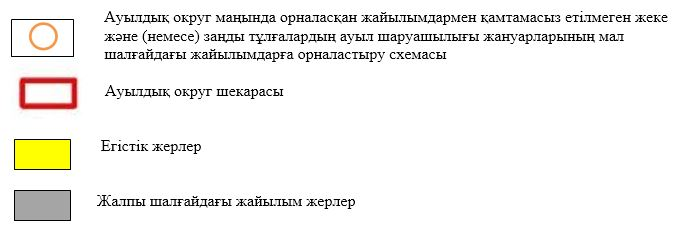 Ауылдық округ маңында орналасқан жайылымдармен қамтамасыз етілмеген жеке
және (немесе) заңды тұлғалардың ауыл шаруашылығы жануарларының мал
шалғайдағы жайылымдарға орналастыру схемасы
Ауылдық округ шекарасы
Егістік жерлер
Жалпы шалғайдағы жайылым жерлер